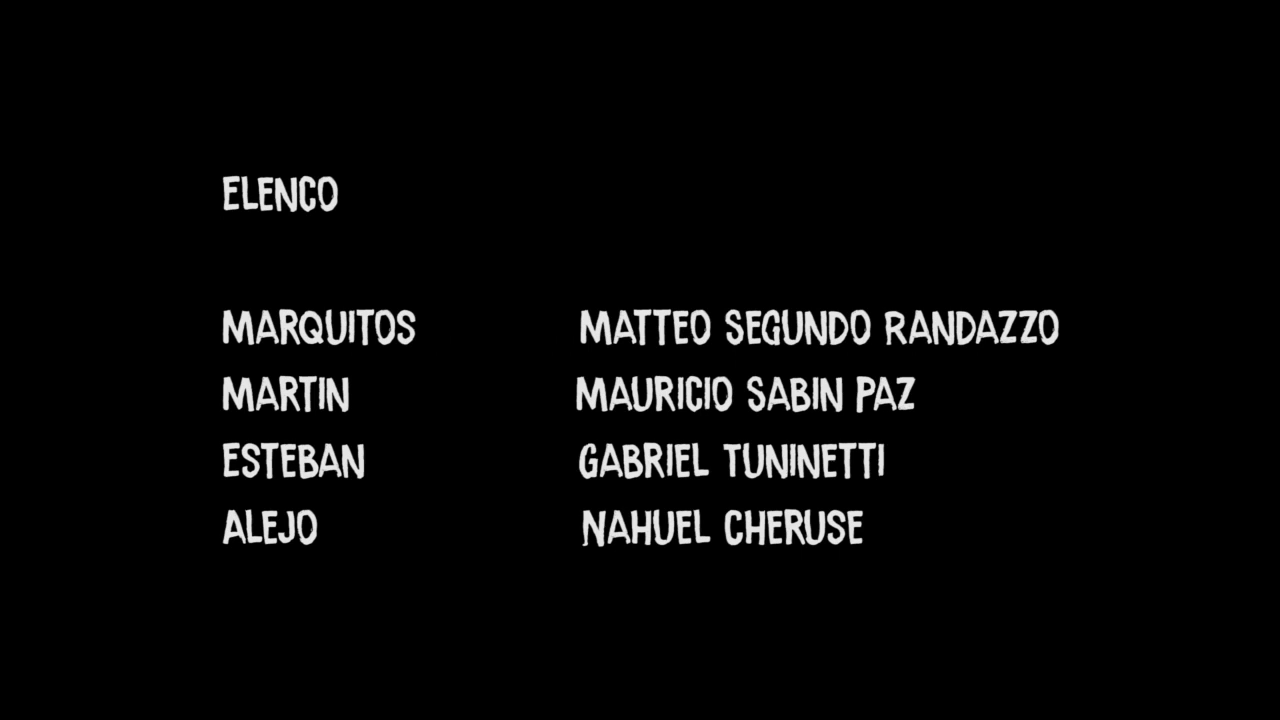 ELENCO
MARQUITOS MATTEO SEGUNDO RANDAZZO
MARTIN MAURICIO SABIN PAZ
ESTEBAN GABRIEL TUNINETTI
ALEJO NAHUEL CHERUSE